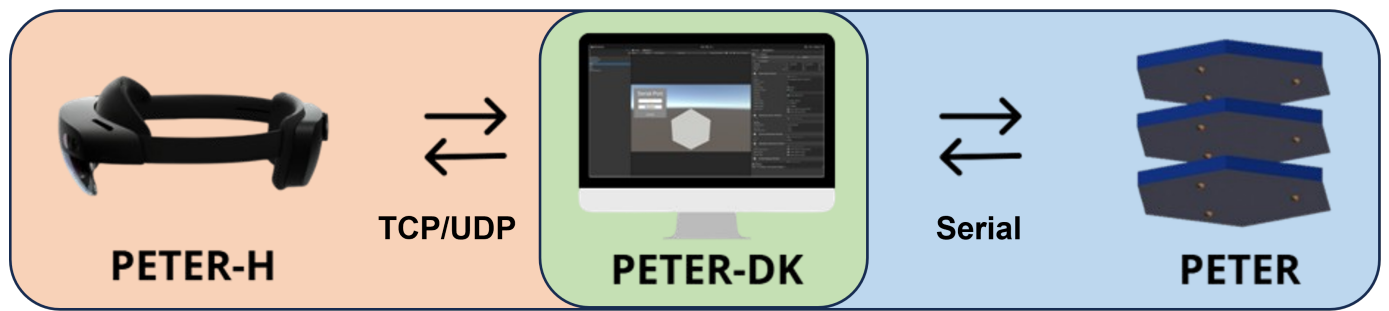 TCP/UDP
Serial
PETER-H
PETER-DK
PETER